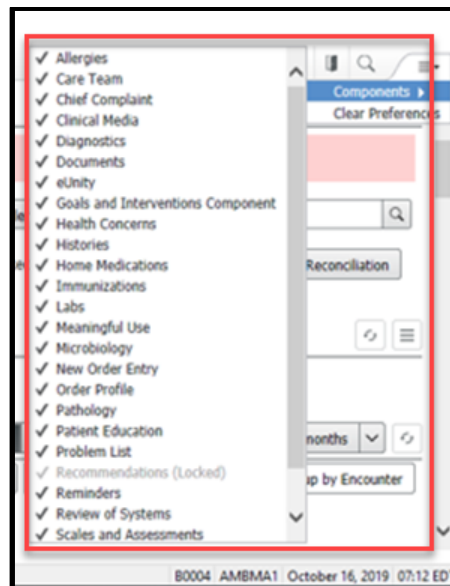 Allergies
Care Team
Chief Complaint
Clinical Media
Diagnostics
Documents
eUnity
Goals and Interventions Component
Health Concerns
Histories
Home Medications
Immunizations
Labs
Meaningful Use
Microbiology
New Order Entry
Order Profile
Pathology
Patient Education
Problem List
Recommendations (Locked)
Reminders
Review of Systems
Scales and Assessments
Components
Clear Preferences
Reconciliation
months
up by Encounter
B0004 AMBMA1 October 16, 2019 07:12 ED